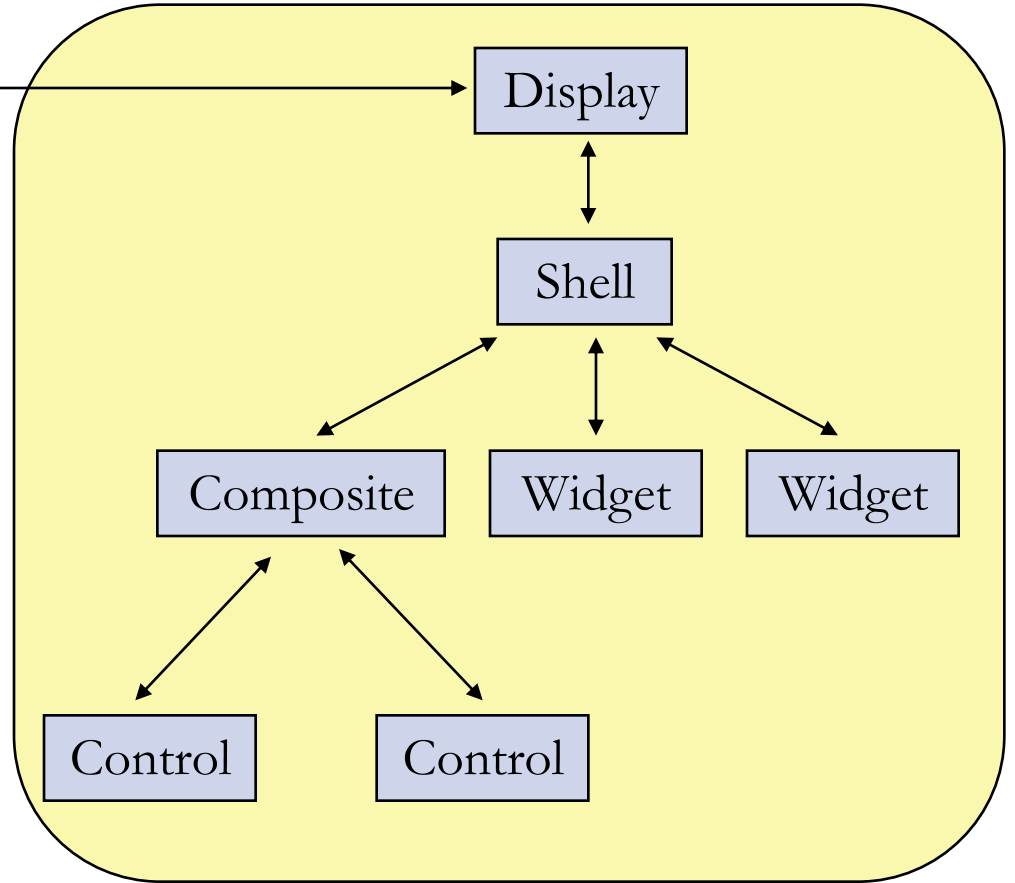 Display
Shell
Composite
Widget
Widget
Control
Control